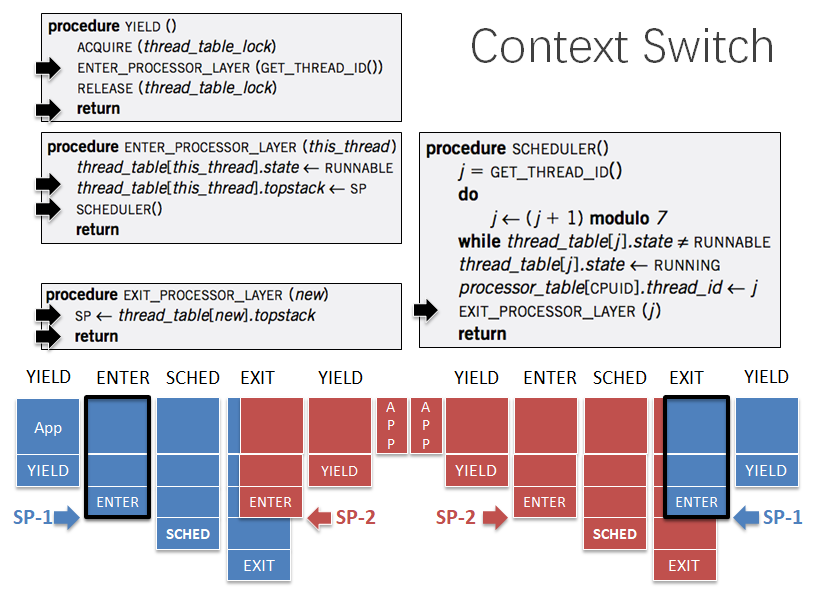 Context Switch
procedure YIELD ()
ACQUIRE (thread_table_lock)
ENTER_PROCESSOR_LAYER (GET_THREAD_ID())
RELEASE (thread_table_lock)
return
procedure ENTER_PROCESSOR_LAYER (this_thread)
thread_table[this_thread].state ← RUNNABLE
thread_table[this_thread].topstack ← SP
SCHEDULER()
return
procedure EXIT_PROCESSOR_LAYER (new)
SP ← thread_table[new].topstack
return
procedure SCHEDULER()
j = GET_THREAD_ID()
do
j ← (j + 1) modulo 7
while thread_table[j].state ≠ RUNNABLE
thread_table[j].state ← RUNNING
processor_table[CPUID].thread_id ← j
EXIT_PROCESSOR_LAYER (j)
return
YIELD ENTER SCHED EXIT YIELD YIELD ENTER SCHED EXIT YIELD
App
A
P
P
A
P
P
YIELD YIELD YIELD YIELD
ENTER ENTER ENTER ENTER
SP-1 SP-2 SP-2 SP-1
SCHED SCHED
EXIT EXIT